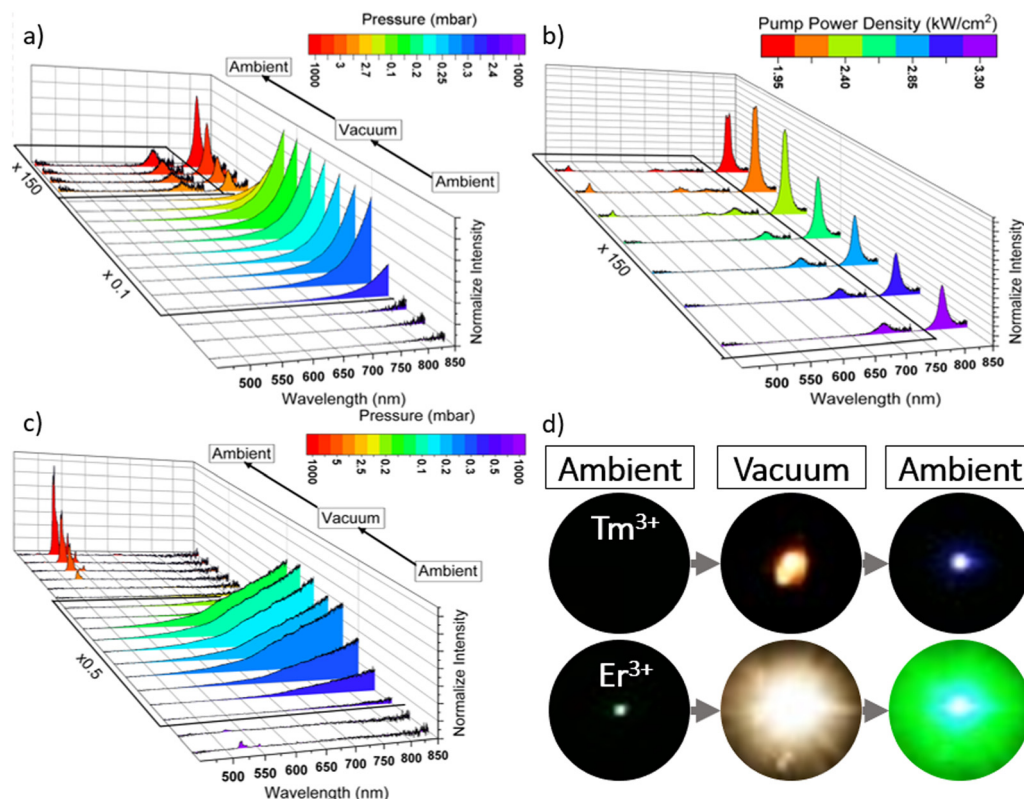 a)
Pressure (mbar)
1000 3 2.7 0.1 0.2 0.25 0.3 2.4 1000
Ambient
Vacuum
Ambient
x 150
x 0.1
Normalize Intensity
500 550 600 650 700 750 800 850
Wavelength (nm)
b)
Pump Power Density (kW/cm²)
1.95 2.40 2.85 3.30
x 150
Normalize Intensity
500 550 600 650 700 750 800 850
Wavelength (nm)
c)
Pressure (mbar)
1000 5 2.5 0.2 0.1 0.1 0.2 0.5 1000
Ambient
Vacuum
Ambient
x0.5
Normalize Intensity
500 550 600 650 700 750 800 850
Wavelength (nm)
d)
Ambient Vacuum Ambient
Tm³⁺
Er³⁺